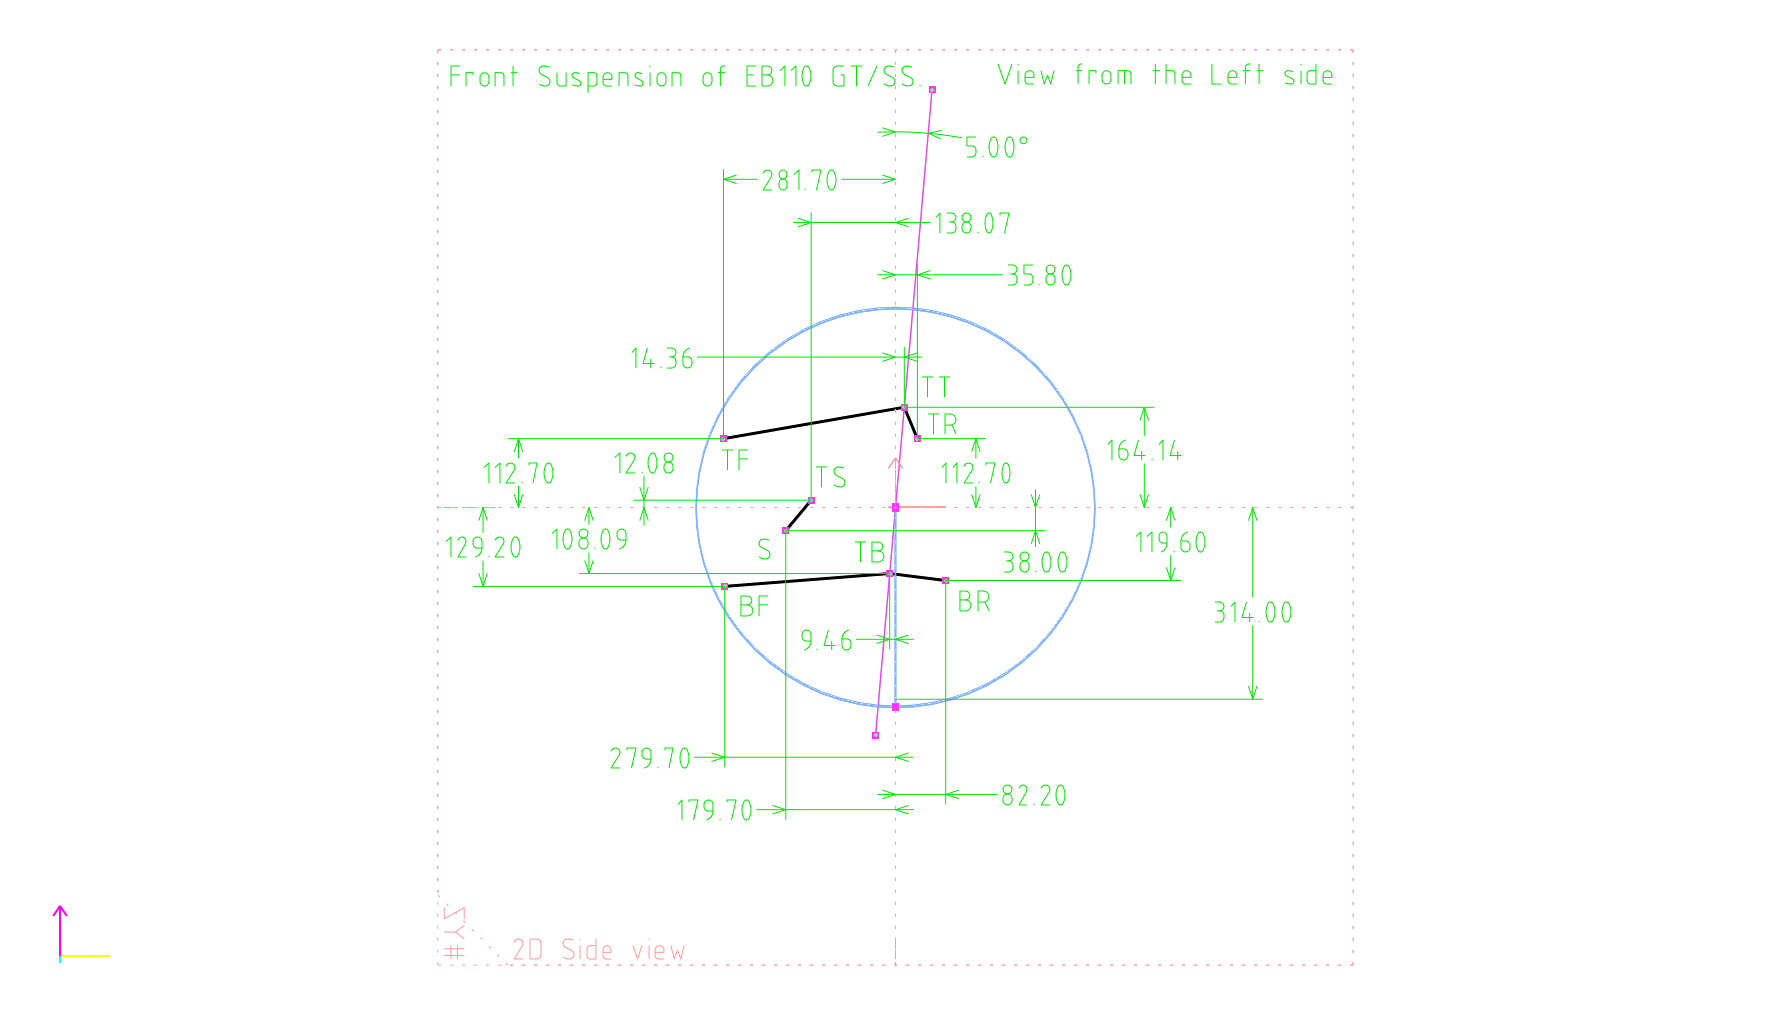 Front Suspension of EB110 GT/SS.
View from the Left side
5.00°
281.70
138.07
35.80
14.36
TT
TR
164.14
TF
12.08
112.70
TS
112.70
129.20
108.09
S
TB
38.00
119.60
BF
BR
314.00
9.46
279.70
179.70
82.20
ZY#
2D Side view